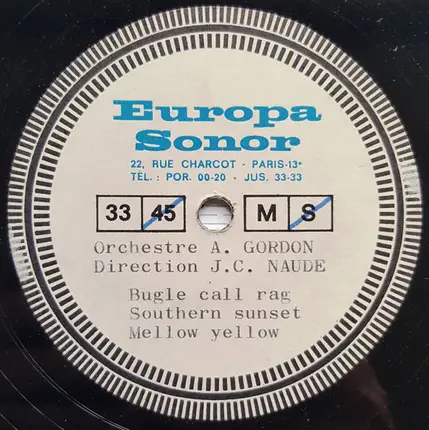 Europa
Sonor
22, RUE CHARCOT - PARIS-13e
TÉL. : POR. 00-20 - JUS. 33-33
33 45 M S
Orchestre A. GORDON
Direction J.C. NAUDE
Bugle call rag
Southern sunset
Mellow yellow